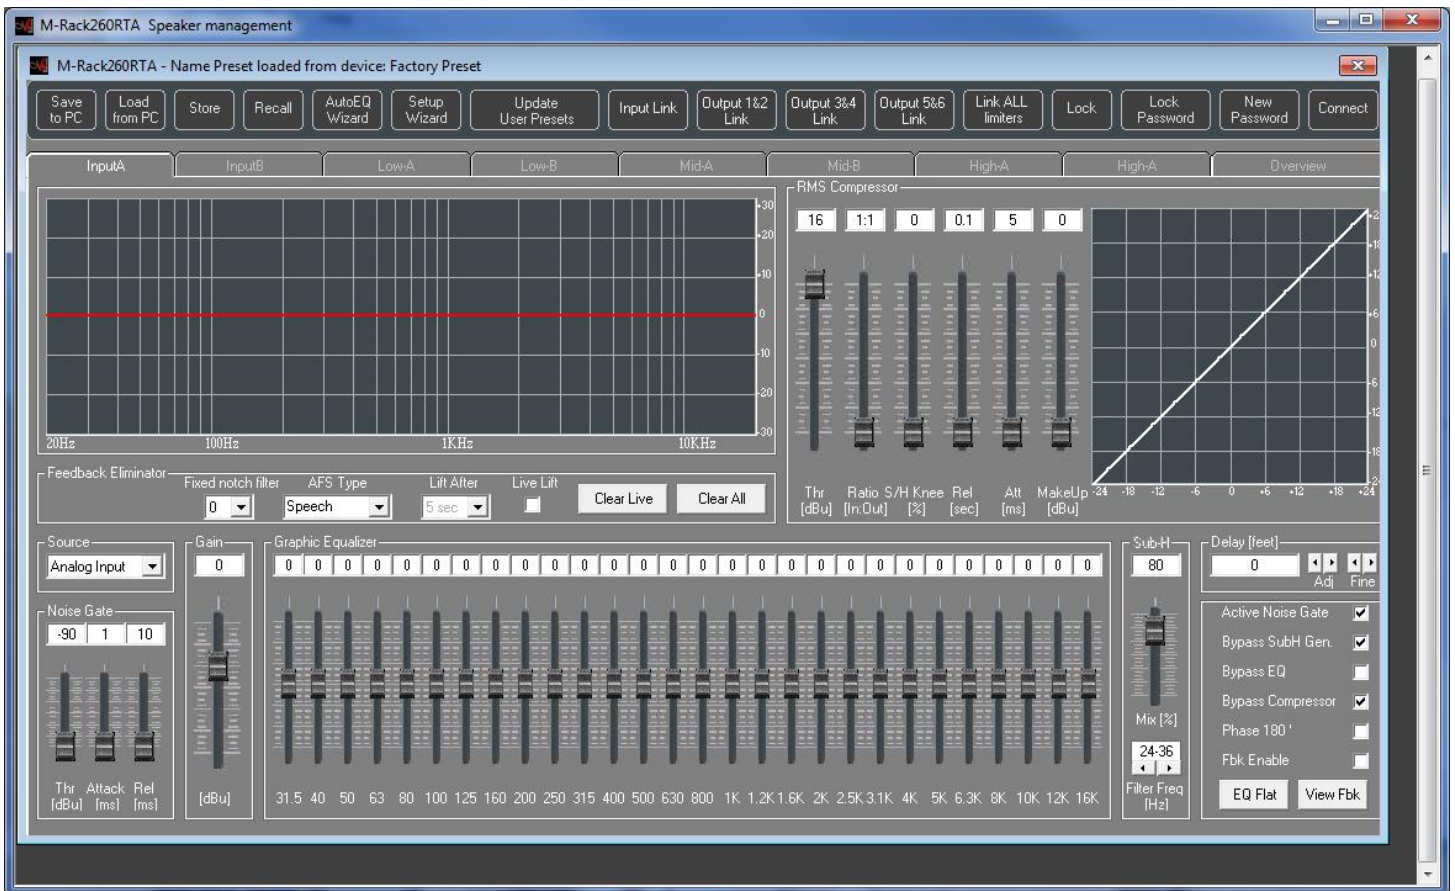 M-Rack260RTA Speaker management
M-Rack260RTA - Name Preset loaded from device: Factory Preset
Save to PC
Load from PC
Store
Recall
AutoEQ Wizard
Setup Wizard
Update User Presets
Input Link
Output 1&2 Link
Output 3&4 Link
Output 5&6 Link
Link ALL limiters
Lock
Lock Password
New Password
Connect
InputA InputB Low-A Low-B Mid-A Mid-B High-A High-A Overview
+30
+20
+10
0
-10
-20
-30
20Hz 100Hz 1KHz 10KHz
RMS Compressor
16 1:1 0 0.1 5 0
Thr Ratio S/H Knee Rel Att MakeUp
[dBu] [In:Out] [%] [sec] [ms] [dBu]
+18
+12
+6
0
-6
-12
-18
-24 -18 -12 -6 0 +6 +12 +18 +24
Feedback Eliminator
Fixed notch filter AFS Type Lift After Live Lift
0 Speech 5 sec Clear Live Clear All
Source
Analog Input
Noise Gate
-90 1 10
Thr Attack Rel
[dBu] [ms] [ms]
Gain
0
[dBu]
Graphic Equalizer
0 0 0 0 0 0 0 0 0 0 0 0 0 0 0 0 0 0 0 0 0 0 0 0 0 0 0 0
31.5 40 50 63 80 100 125 160 200 250 315 400 500 630 800 1K 1.2K 1.6K 2K 2.5K 3.1K 4K 5K 6.3K 8K 10K 12K 16K
Sub-H
80
Mix [%]
24-36
Filter Freq
[Hz]
Delay [feet]
0
Adj Fine
Active Noise Gate
Bypass SubH Gen.
Bypass EQ
Bypass Compressor
Phase 180 '
Fbk Enable
EQ Flat View Fbk